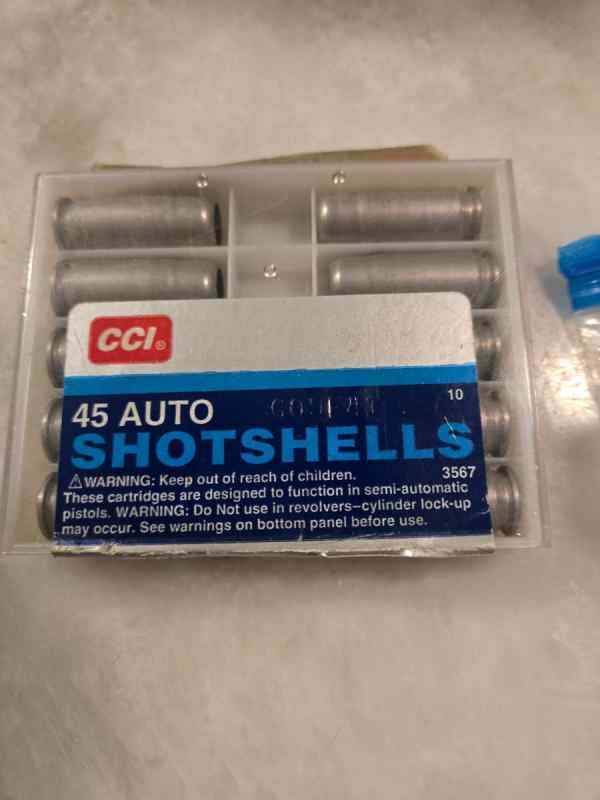 CCI®
45 AUTO
10
SHOTSHELLS
⚠WARNING: Keep out of reach of children.
3567
These cartridges are designed to function in semi-automatic
pistols. WARNING: Do Not use in revolvers–cylinder lock-up
may occur. See warnings on bottom panel before use.